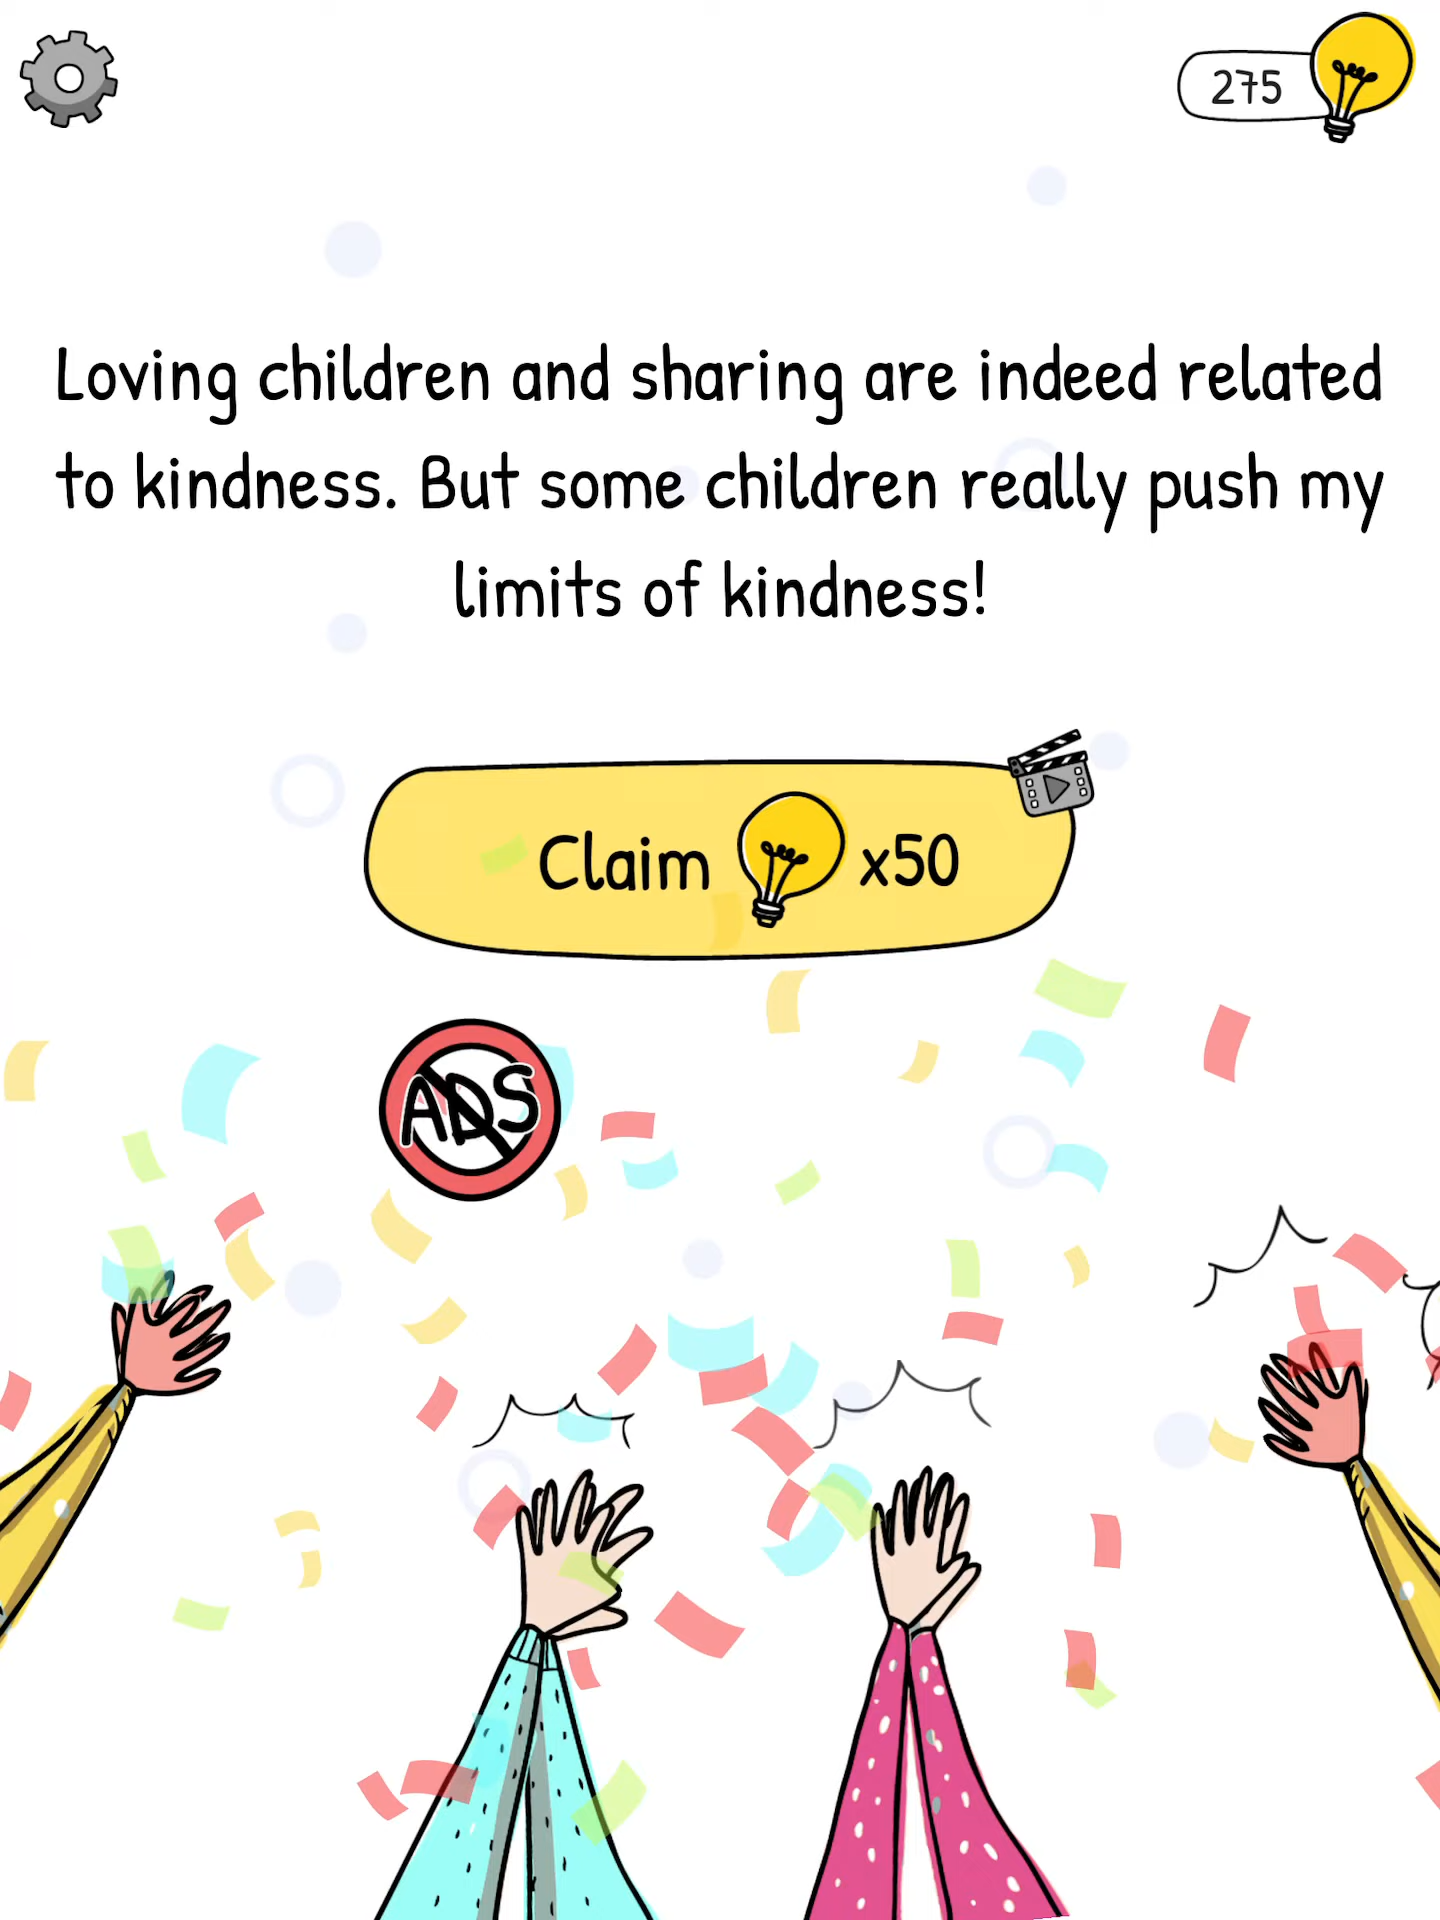 275
Loving children and sharing are indeed related
to kindness. But some children really push my
limits of kindness!
Claim x50
ADS